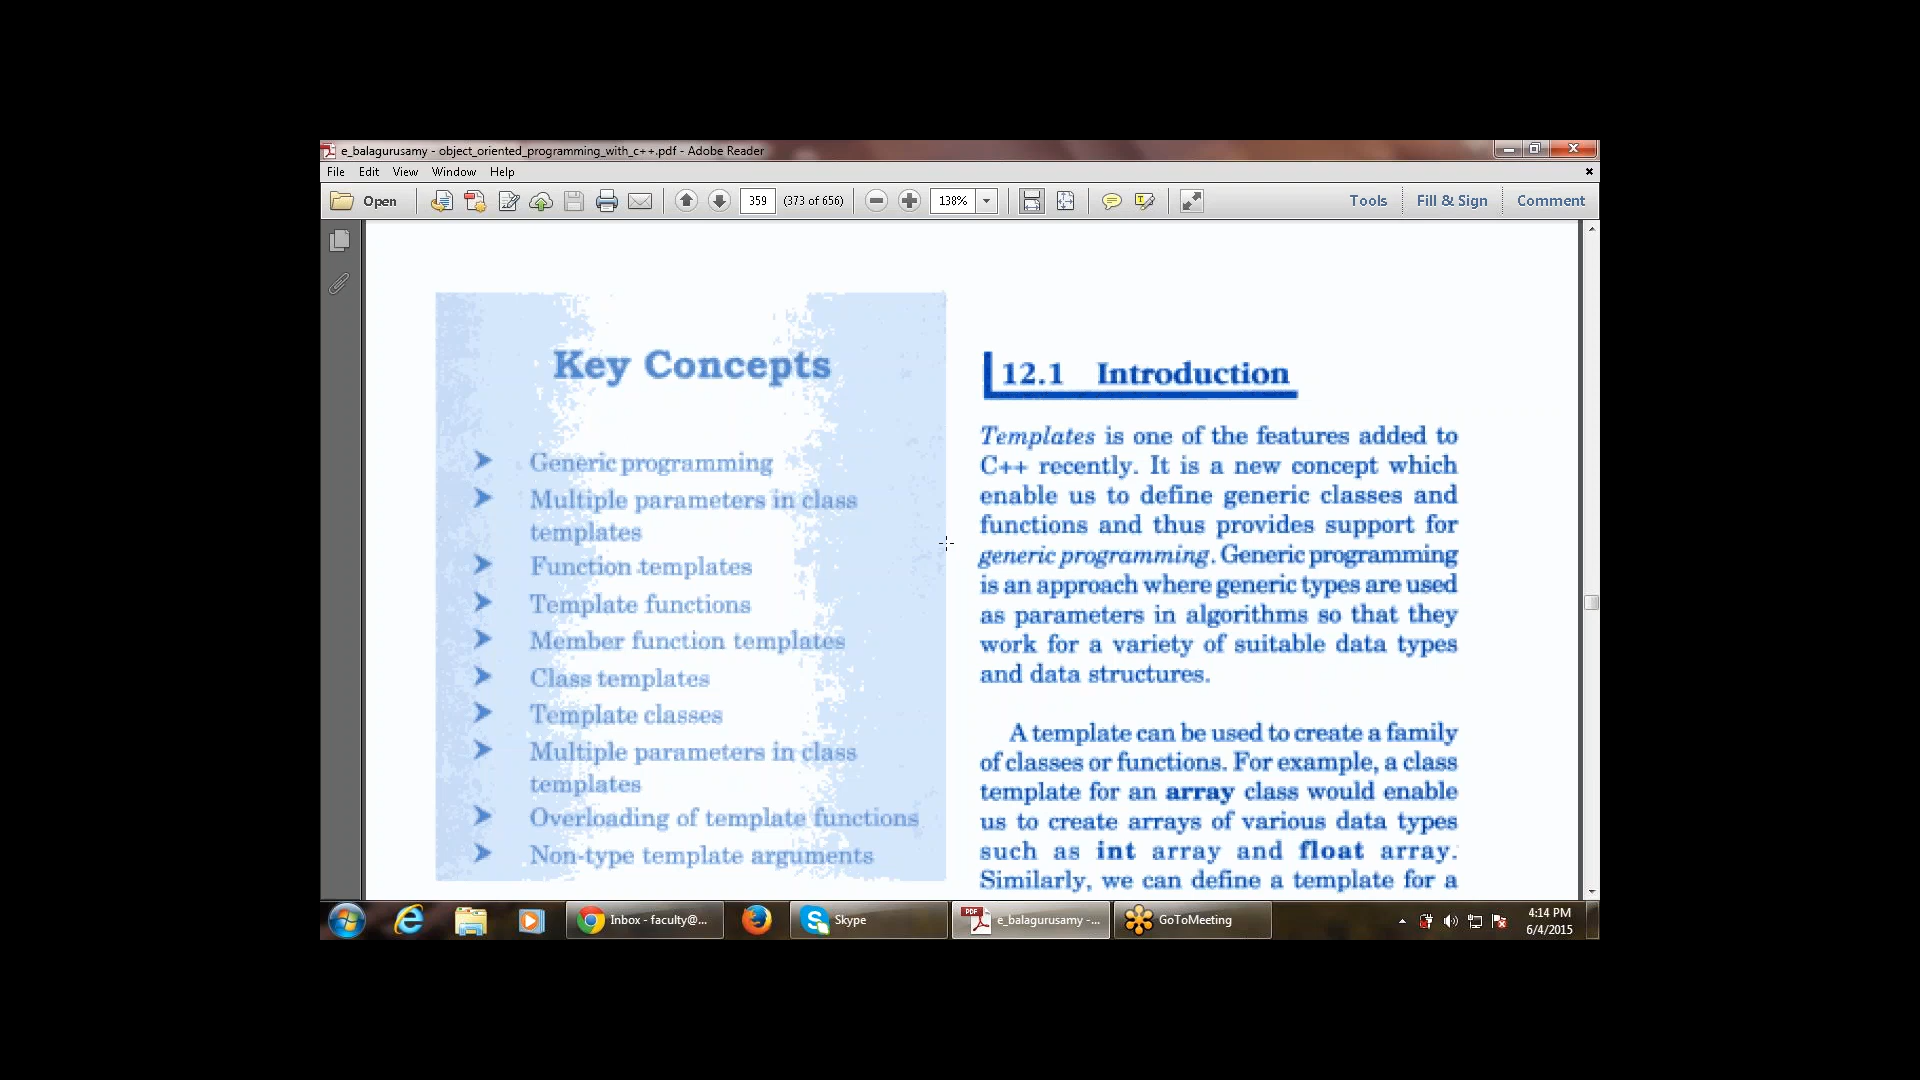 e_balagurusamy - object_oriented_programming_with_c++.pdf - Adobe Reader
File Edit View Window Help
Open 359 (373 of 656) 138% Tools Fill & Sign Comment
Key Concepts
Generic programming
Multiple parameters in class
templates
Function templates
Template functions
Member function templates
Class templates
Template classes
Multiple parameters in class
templates
Overloading of template functions
Non-type template arguments
12.1 Introduction
Templates is one of the features added to
C++ recently. It is a new concept which
enable us to define generic classes and
functions and thus provides support for
generic programming. Generic programming
is an approach where generic types are used
as parameters in algorithms so that they
work for a variety of suitable data types
and data structures.
A template can be used to create a family
of classes or functions. For example, a class
template for an array class would enable
us to create arrays of various data types
such as int array and float array.
Similarly, we can define a template for a
Inbox - faculty@... Skype e_balagurusamy -... GoToMeeting
4:14 PM
6/4/2015